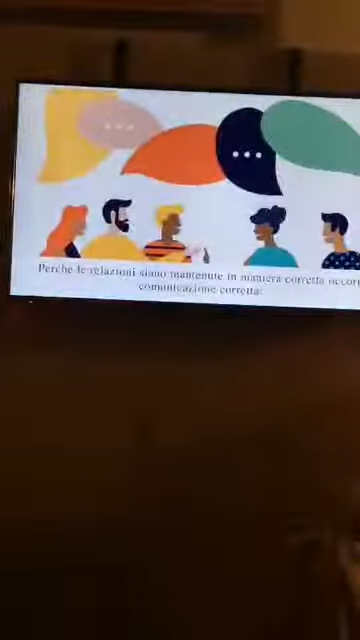 Perche le relazioni siano mantenute in maniera corretta
comunicazione corretta: